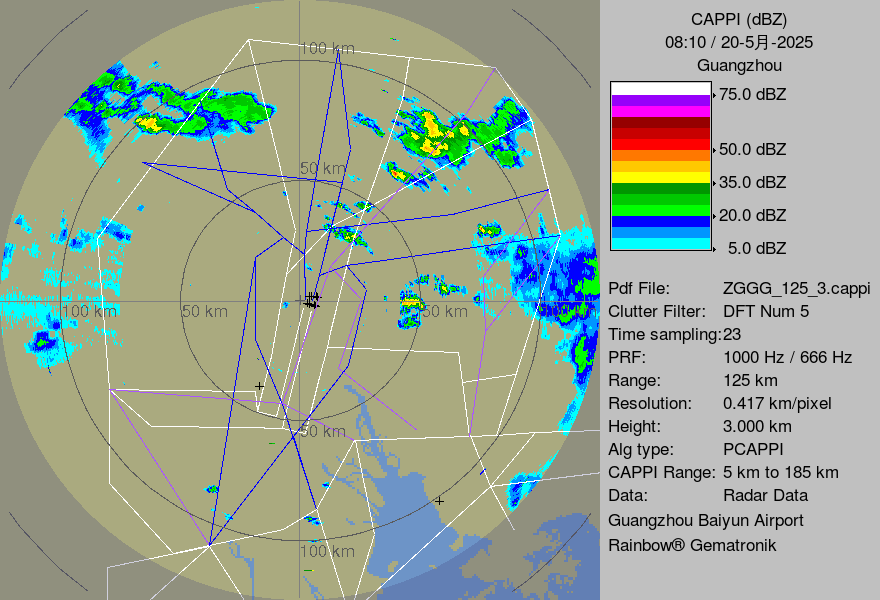 CAPPI (dBZ)
08:10 / 20-5月-2025
Guangzhou
75.0 dBZ
50.0 dBZ
35.0 dBZ
20.0 dBZ
5.0 dBZ
Pdf File: ZGGG_125_3.cappi
Clutter Filter: DFT Num 5
Time sampling:23
PRF: 1000 Hz / 666 Hz
Range: 125 km
Resolution: 0.417 km/pixel
Height: 3.000 km
Alg type: PCAPPI
CAPPI Range: 5 km to 185 km
Data: Radar Data
Guangzhou Baiyun Airport
Rainbow® Gematronik
100 km
50 km
100 km
50 km
50 km
50 km
100 km